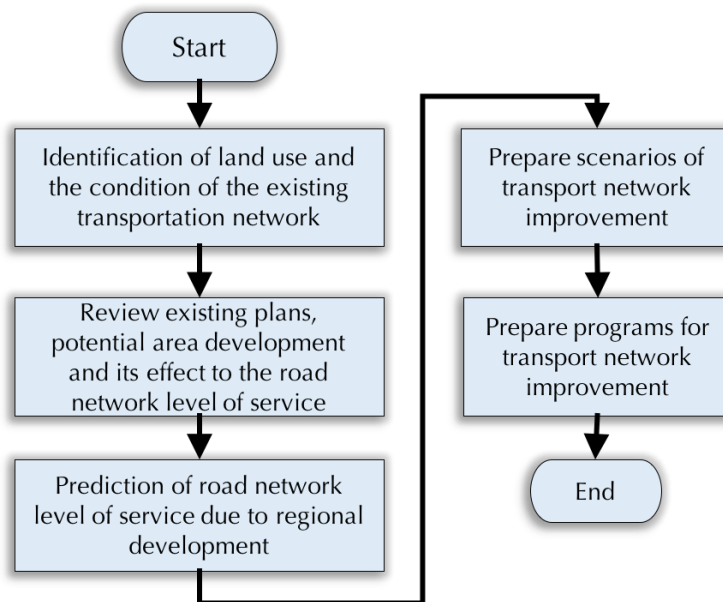 Start
Identification of land use and
the condition of the existing
transportation network
Review existing plans,
potential area development
and its effect to the road
network level of service
Prediction of road network
level of service due to regional
development
Prepare scenarios of
transport network
improvement
Prepare programs for
transport network
improvement
End